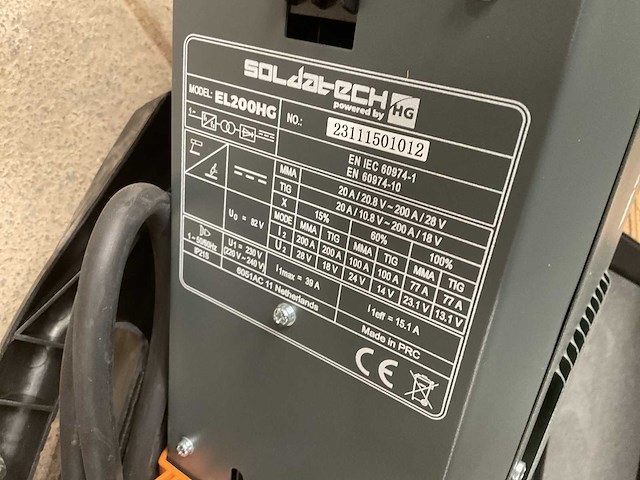 SOLDATECH
powered by HG
MODEL: EL200HG
NO.: 23111501012
EN IEC 60974-1
EN 60974-10
MMA 20 A / 20.8 V ~ 200 A / 28 V
TIG 20 A / 10.8 V ~ 200 A / 18 V
X 15% 60% 100%
U0 = 82 V
MODE MMA TIG MMA TIG MMA TIG
I2 200 A 200 A 100 A 100 A 77 A 77 A
U2 28 V 18 V 24 V 14 V 23.1 V 13.1 V
1~50/60Hz
U1 = 230 V
(220 V ~ 240 V)
I1max = 39 A
I1eff = 15.1 A
IP21S
6051AC 11 Netherlands
Made in PRC
CE